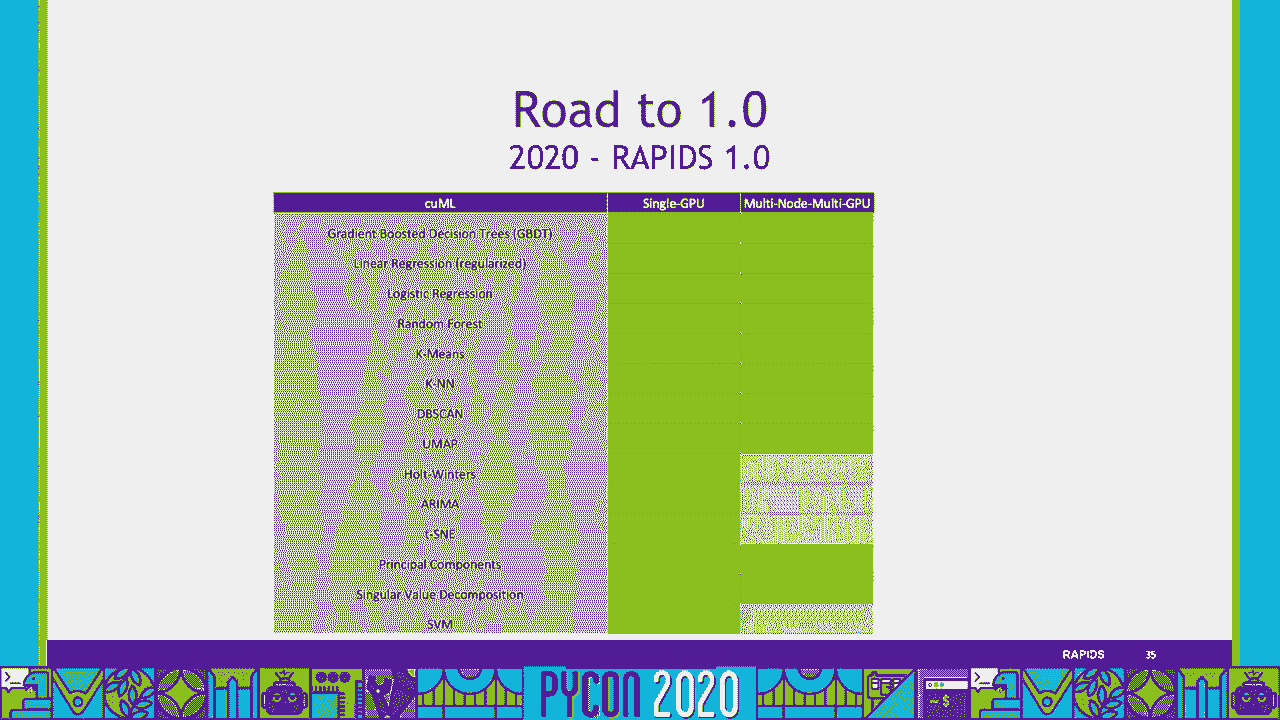 Road to 1.0
2020 - RAPIDS 1.0
cuML Single-GPU Multi-Node-Multi-GPU
Gradient Boosted Decision Trees (GBDT)
Linear Regression (regularized)
Logistic Regression
Random Forest
K-Means
K-NN
DBSCAN
UMAP
Holt-Winters
ARIMA
t-SNE
Principal Components
Singular Value Decomposition
SVM
RAPIDS 35
PYCON 2020